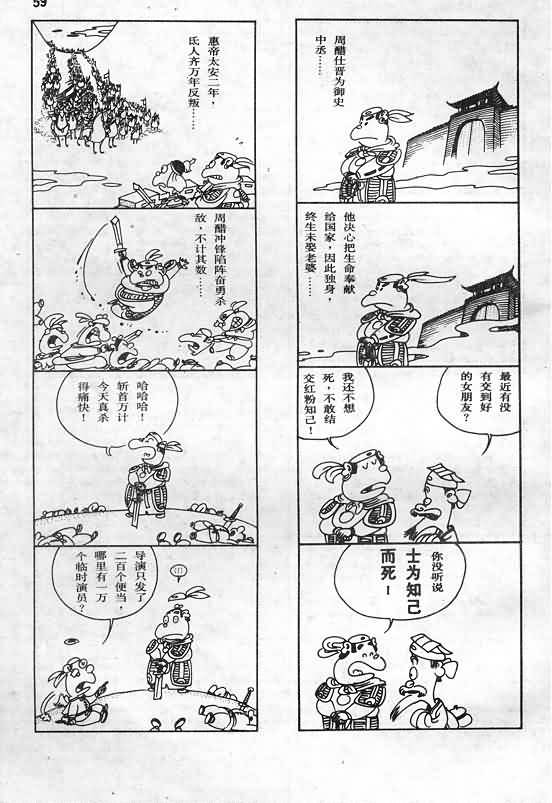 59
周醋仕晋为御史
中丞……
他决心把生命奉献
给国家，因此独身，
终生未娶老婆……
最近有没
有交到好
的女朋友？
我还不想
死，不敢结
交红粉知己！
你没听说
士为知己
而死！
惠帝太安二年，
氐人齐万年反叛……
周醋冲锋陷阵奋勇杀
敌，不计其数……
哈哈哈！
斩首万计
今天真杀
得痛快！
导演只发了
二百个便当，
哪里有一万
个临时演员？